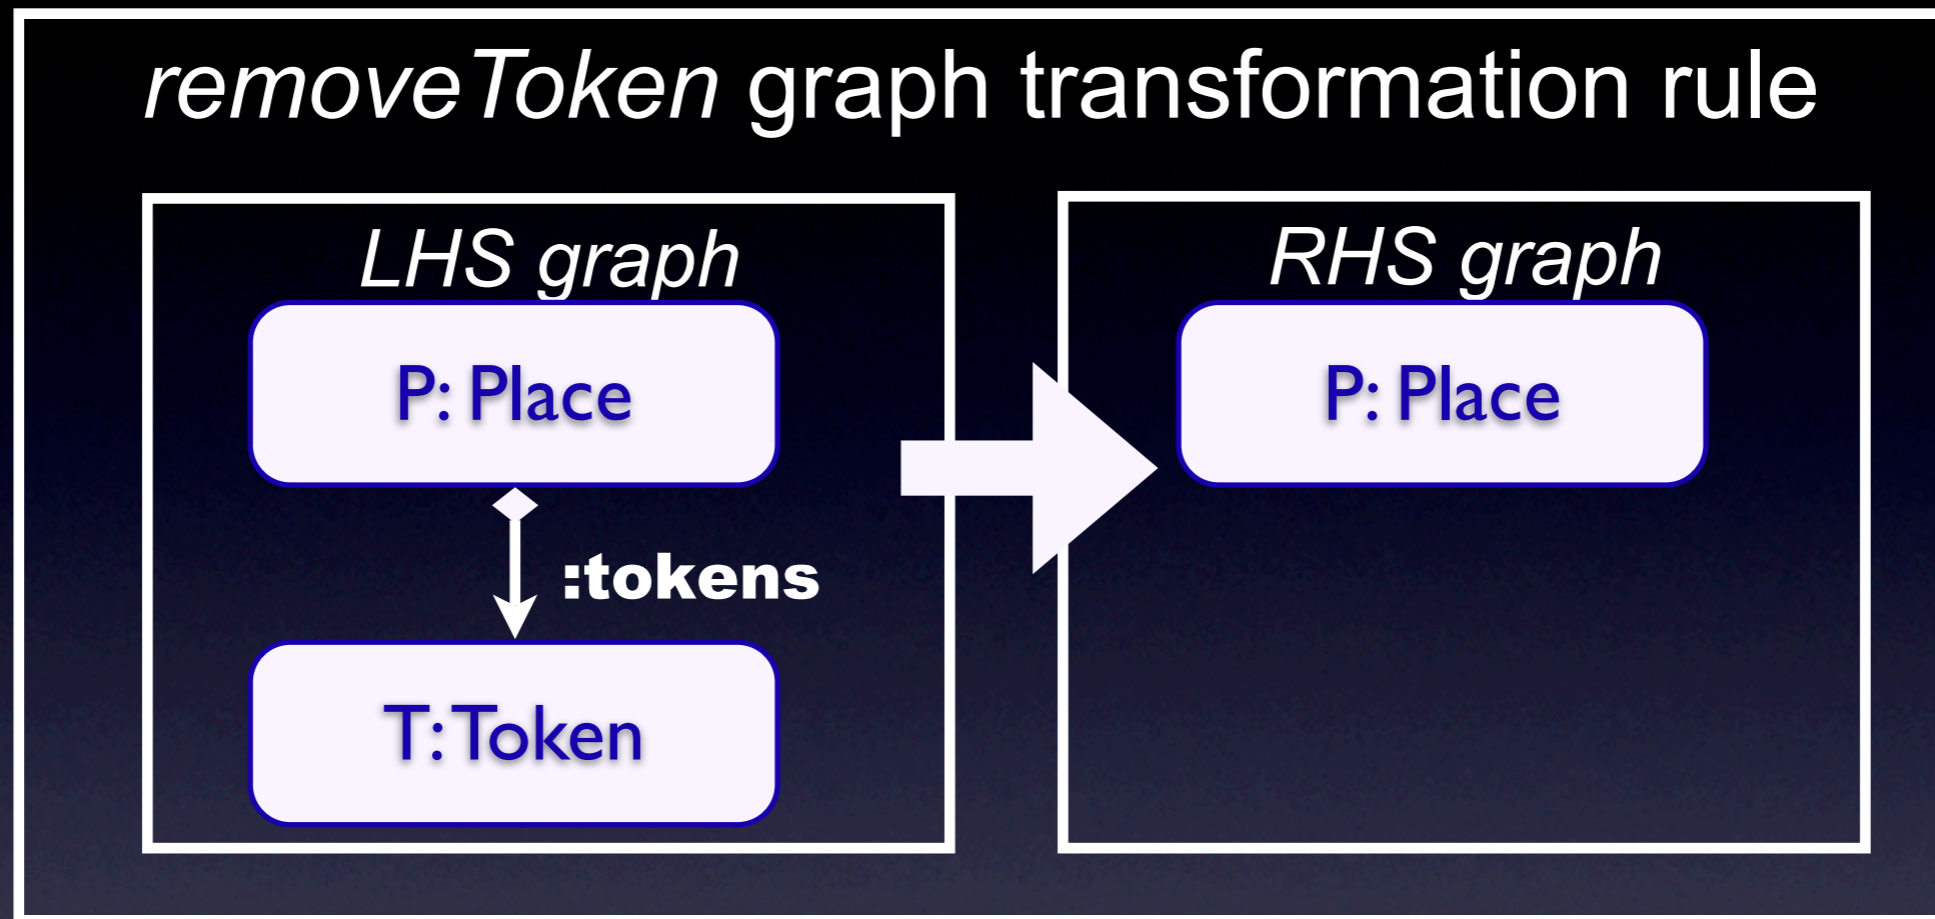 removeToken graph transformation rule
LHS graph
P: Place
:tokens
T: Token
RHS graph
P: Place